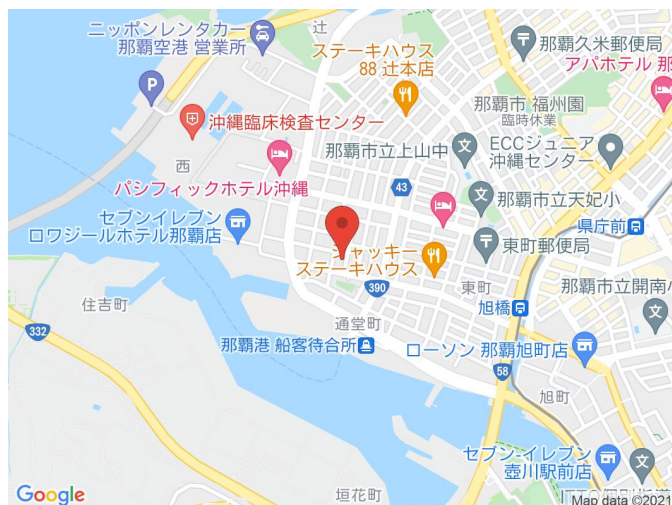 辻
ニッポンレンタカー
那覇空港 営業所
ステーキハウス
88 辻本店
那覇久米郵便局
アパホテル 那
P
沖縄臨床検査センター
那覇市 福州園
臨時休業
西
那覇市立上山中
ECCジュニア
沖縄センター
パシフィックホテル沖縄
43
那覇市立天妃小
セブンイレブン
ロワジールホテル那覇店
県庁前
東町郵便局
ジャッキー
ステーキハウス
東町
那覇市立開南小
住吉町
390
旭橋
332
通堂町
那覇港 船客待合所
ローソン 那覇旭町店
58
旭町
セブン-イレブン
壺川駅前店
垣花町
Google
Map data ©2021